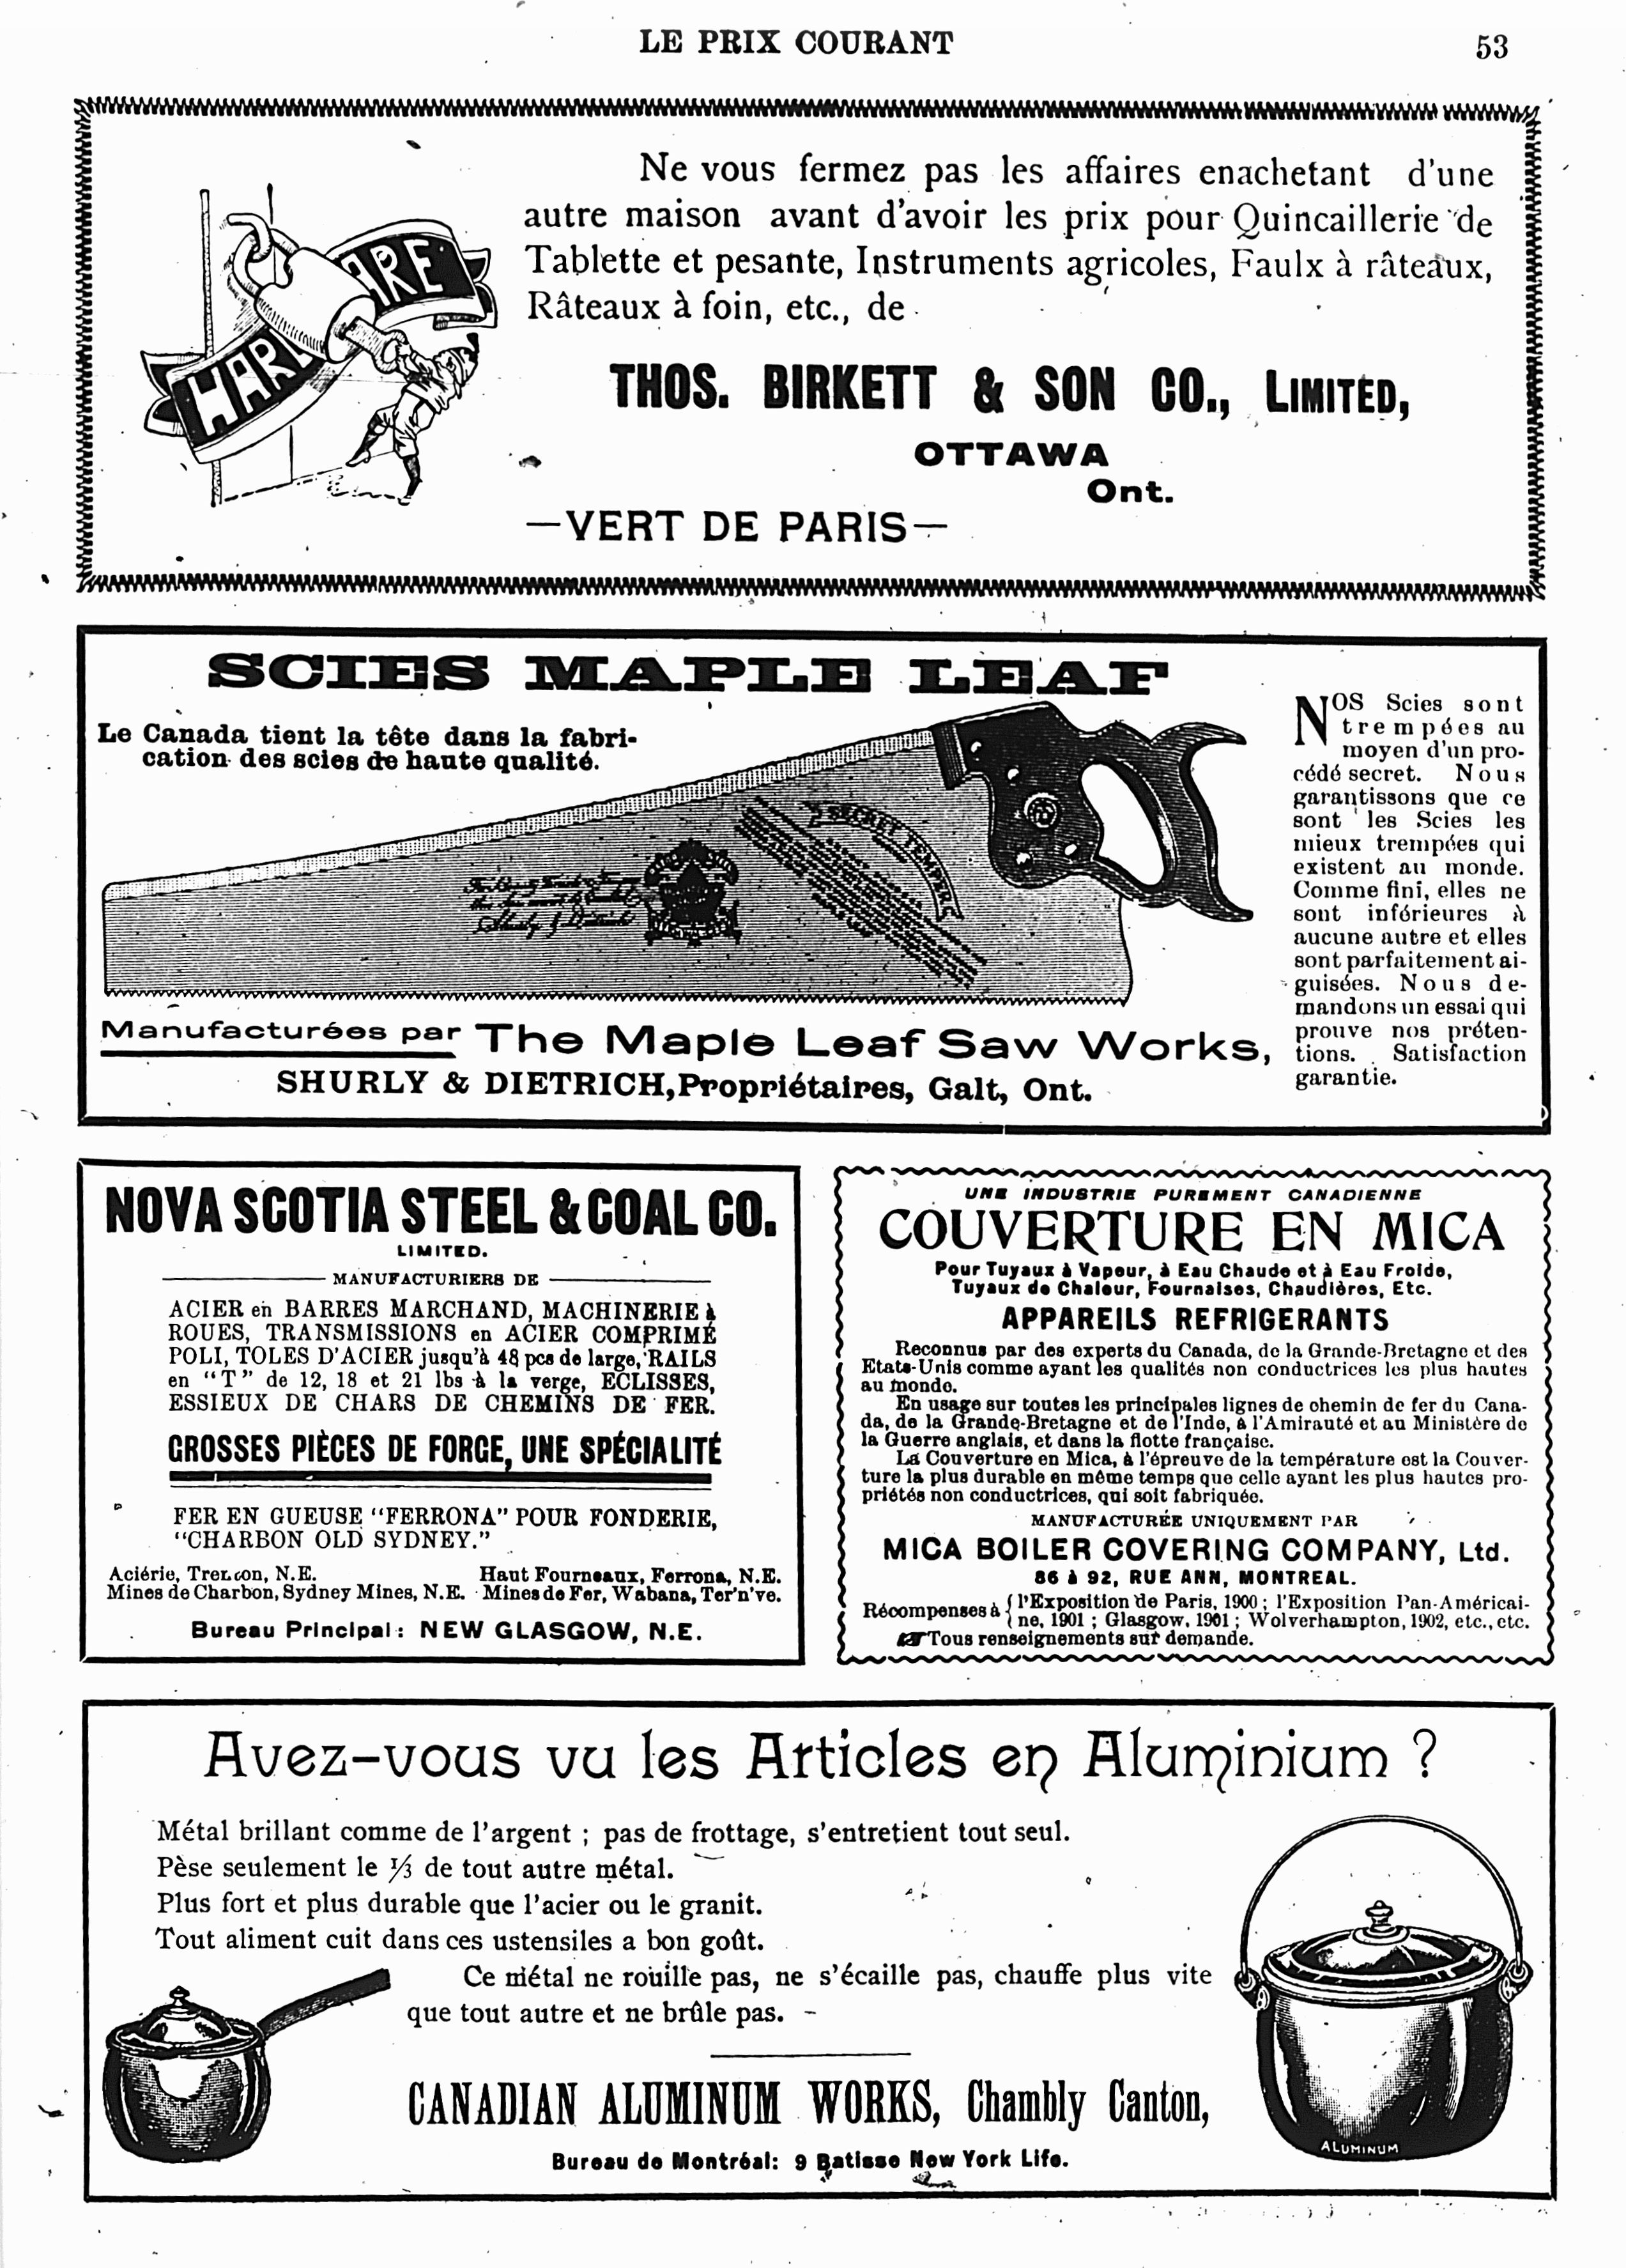 LE PRIX COURANT
53
HARDWARE
Ne vous fermez pas les affaires enachetant d'une
autre maison avant d'avoir les prix pour Quincaillerie de
Tablette et pesante, Instruments agricoles, Faulx à râteaux,
Râteaux à foin, etc., de
THOS. BIRKETT & SON CO., LIMITED,
OTTAWA
Ont.
—VERT DE PARIS—
SCIES MAPLE LEAF
Le Canada tient la tête dans la fabri-
cation des scies de haute qualité.
SECRET TEMPER
Shurly & Dietrich
Manufacturées par The Maple Leaf Saw Works,
SHURLY & DIETRICH, Propriétaires, Galt, Ont.
NOS Scies sont
trempées au
moyen d'un pro-
cédé secret. Nous
garantissons que ce
sont les Scies les
mieux trempées qui
existent au monde.
Comme fini, elles ne
sont inférieures à
aucune autre et elles
sont parfaitement ai-
guisées. Nous de-
mandons un essai qui
prouve nos préten-
tions. Satisfaction
garantie.
NOVA SCOTIA STEEL & COAL CO.
LIMITED.
MANUFACTURIERS DE
ACIER en BARRES MARCHAND, MACHINERIE à
ROUES, TRANSMISSIONS en ACIER COMPRIMÉ
POLI, TOLES D'ACIER jusqu'à 48 pcs de large, RAILS
en "T" de 12, 18 et 21 lbs à la verge, ECLISSES,
ESSIEUX DE CHARS DE CHEMINS DE FER.
GROSSES PIÈCES DE FORGE, UNE SPÉCIALITÉ
FER EN GUEUSE "FERRONA" POUR FONDERIE,
"CHARBON OLD SYDNEY."
Aciérie, Trenton, N.E. Haut Fourneaux, Ferrona, N.E.
Mines de Charbon, Sydney Mines, N.E. Mines de Fer, Wabana, Ter'n've.
Bureau Principal: NEW GLASGOW, N.E.
UNE INDUSTRIE PUREMENT CANADIENNE
COUVERTURE EN MICA
Pour Tuyaux à Vapeur, à Eau Chaude et à Eau Froide,
Tuyaux de Chaleur, Fournaises, Chaudières, Etc.
APPAREILS REFRIGERANTS
Reconnus par des experts du Canada, de la Grande-Bretagne et des
Etats-Unis comme ayant les qualités non conductrices les plus hautes
au monde.
En usage sur toutes les principales lignes de chemin de fer du Cana-
da, de la Grande-Bretagne et de l'Inde, à l'Amirauté et au Ministère de
la Guerre anglais, et dans la flotte française.
La Couverture en Mica, à l'épreuve de la température est la Couver-
ture la plus durable en même temps que celle ayant les plus hautes pro-
priétés non conductrices, qui soit fabriquée.
MANUFACTURÉE UNIQUEMENT PAR
MICA BOILER COVERING COMPANY, Ltd.
86 à 92, RUE ANN, MONTREAL.
Récompenses à { l'Exposition de Paris, 1900 ; l'Exposition Pan-Américai-
ne, 1901 ; Glasgow, 1901 ; Wolverhampton, 1902, etc., etc.
☞ Tous renseignements sur demande.
Avez-vous vu les Articles en Aluminium ?
Métal brillant comme de l'argent ; pas de frottage, s'entretient tout seul.
Pèse seulement le ⅓ de tout autre métal.
Plus fort et plus durable que l'acier ou le granit.
Tout aliment cuit dans ces ustensiles a bon goût.
Ce métal ne rouille pas, ne s'écaille pas, chauffe plus vite
que tout autre et ne brûle pas.
CANADIAN ALUMINUM WORKS, Chambly Canton,
Bureau de Montréal: 9 Batisse New York Life.
ALUMINUM